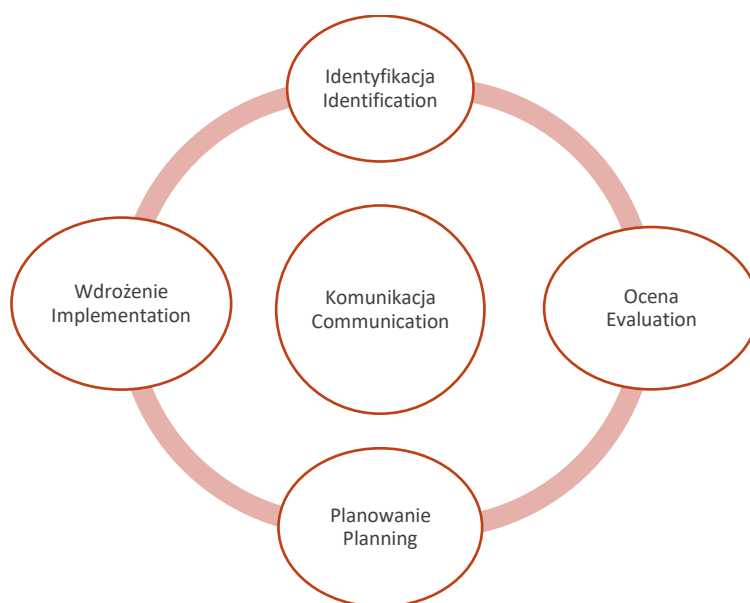 Identyfikacja
Identification
Wdrożenie
Implementation
Komunikacja
Communication
Ocena
Evaluation
Planowanie
Planning